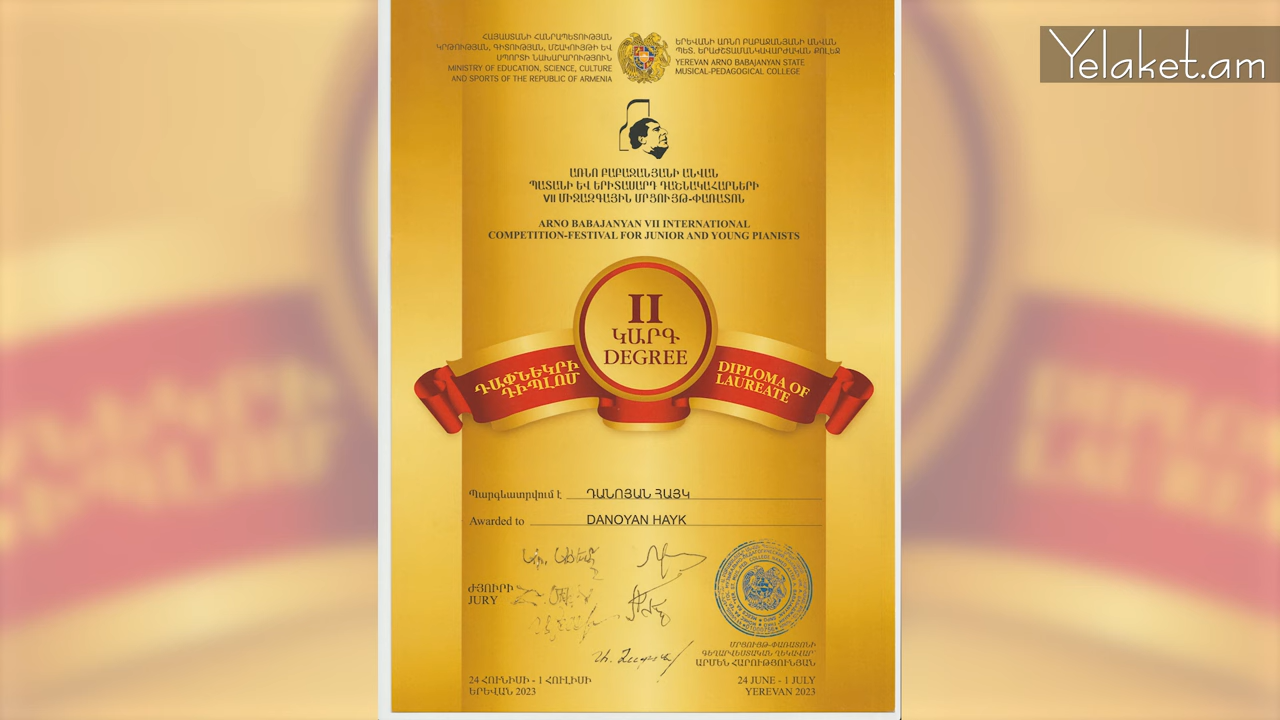 Yelaket.am
ՀԱՅԱՍՏԱՆԻ ՀԱՆՐԱՊԵՏՈՒԹՅԱՆ
ԿՐԹՈՒԹՅԱՆ, ԳԻՏՈՒԹՅԱՆ, ՄՇԱԿՈՒՅԹԻ ԵՎ
ՍՊՈՐՏԻ ՆԱԽԱՐԱՐՈՒԹՅՈՒՆ
MINISTRY OF EDUCATION, SCIENCE, CULTURE
AND SPORTS OF THE REPUBLIC OF ARMENIA
ԵՐԵՎԱՆԻ ԱՌՆՈ ԲԱԲԱՋԱՆՅԱՆԻ ԱՆՎԱՆ
ՊԵՏ. ԵՐԱԺՇՏԱՄԱՆԿԱՎԱՐԺԱԿԱՆ ՔՈԼԵՋ
YEREVAN ARNO BABAJANYAN STATE
MUSICAL-PEDAGOGICAL COLLEGE
ԱՌՆՈ ԲԱԲԱՋԱՆՅԱՆԻ ԱՆՎԱՆ
ՊԱՏԱՆԻ ԵՎ ԵՐԻՏԱՍԱՐԴ ԴԱՇՆԱԿԱՀԱՐՆԵՐԻ
VII ՄԻՋԱԶԳԱՅԻՆ ՄՐՑՈՒՅԹ-ՓԱՌԱՏՈՆ
ARNO BABAJANYAN VII INTERNATIONAL
COMPETITION-FESTIVAL FOR JUNIOR AND YOUNG PIANISTS
II
ԿԱՐԳ
DEGREE
ԴԱՓՆԵԿՐԻ
ԴԻՊԼՈՄ
DIPLOMA OF
LAUREATE
Պարգևատրվում է ԴԱՆՈՅԱՆ ՀԱՅԿ
Awarded to DANOYAN HAYK
ԺՅՈՒՐԻ
JURY
ՄՐՑՈՒՅԹ-ՓԱՌԱՏՈՆԻ
ԳԵՂԱՐՎԵՍՏԱԿԱՆ ՂԵԿԱՎԱՐ՝
ԱՐՄԵՆ ՀԱՐՈՒԹՅՈՒՆՅԱՆ
24 ՀՈՒՆԻՍԻ - 1 ՀՈՒԼԻՍԻ
ԵՐԵՎԱՆ 2023
24 JUNE - 1 JULY
YEREVAN 2023